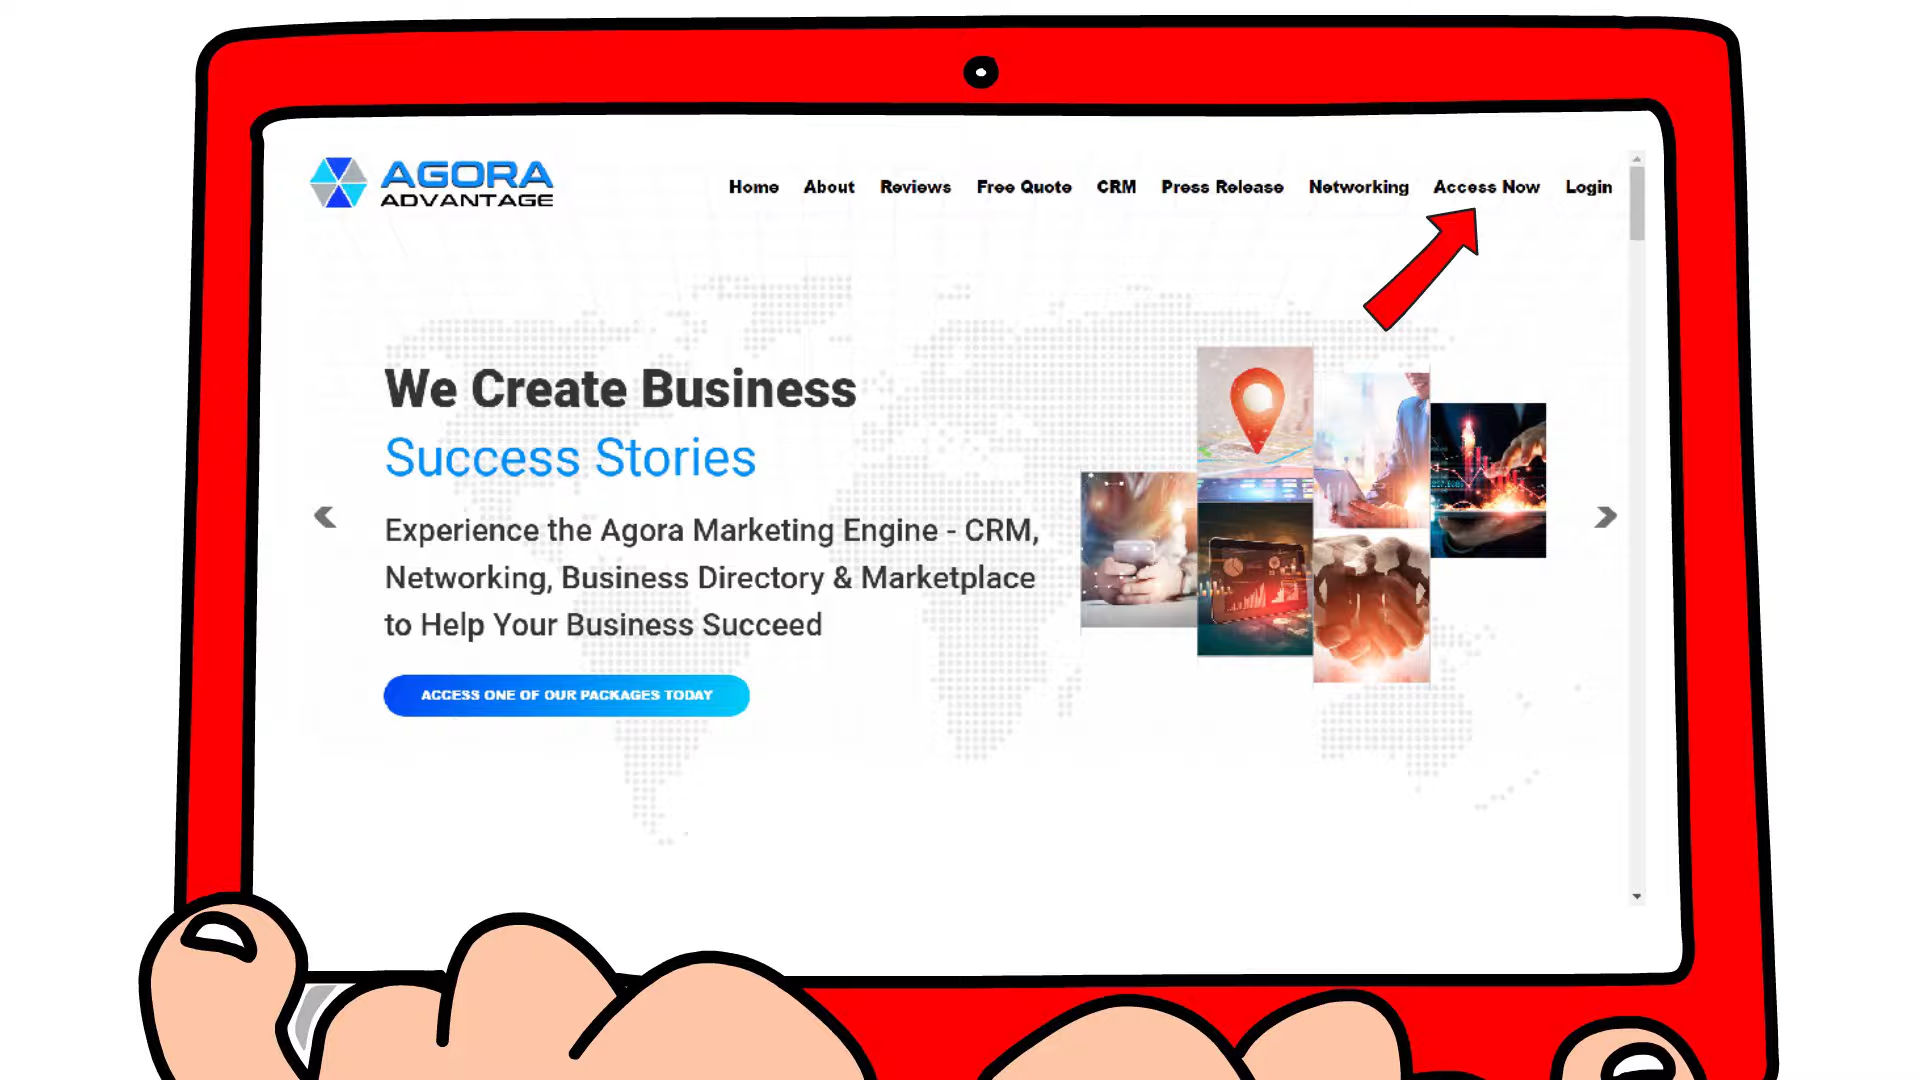 AGORA
ADVANTAGE
Home About Reviews Free Quote CRM Press Release Networking Access Now Login
We Create Business
Success Stories
Experience the Agora Marketing Engine - CRM,
Networking, Business Directory & Marketplace
to Help Your Business Succeed
ACCESS ONE OF OUR PACKAGES TODAY